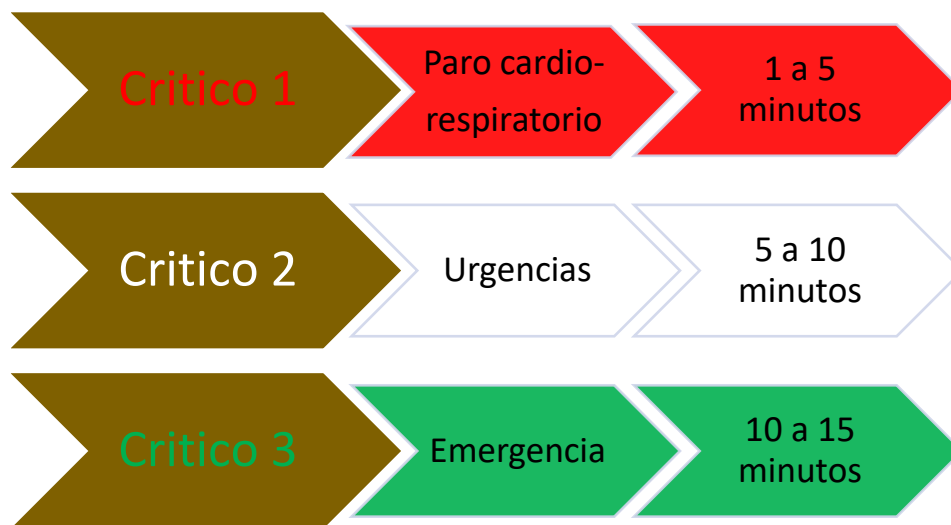 Critico 1
Paro cardio-
respiratorio
1 a 5
minutos
Critico 2
Urgencias
5 a 10
minutos
Critico 3
Emergencia
10 a 15
minutos